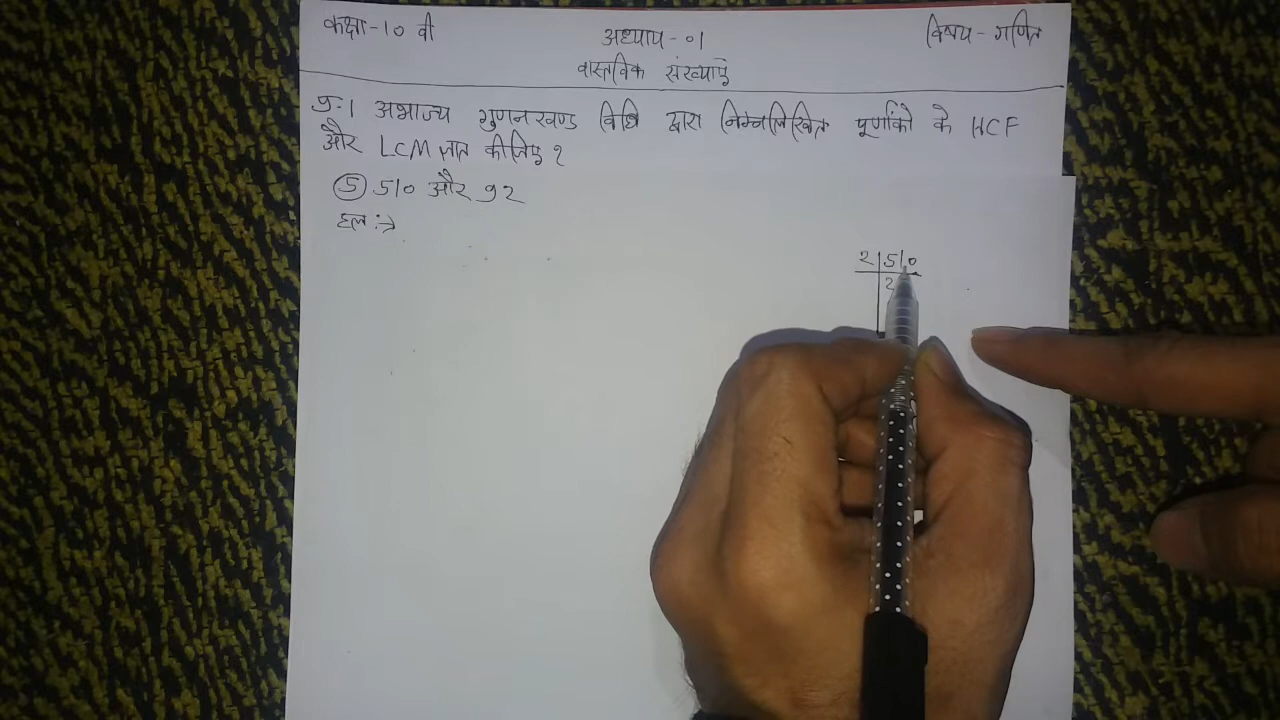 कक्षा-10 वी
अध्याय-01
विषय-गणित
वास्तविक संख्याऐ
प्र.1 अभाज्य गुणनखण्ड विधि द्वारा निम्नलिखित पूर्णांको के HCF
और LCM ज्ञात कीजिए?
5 510 और 92
हल:→
2 510
2